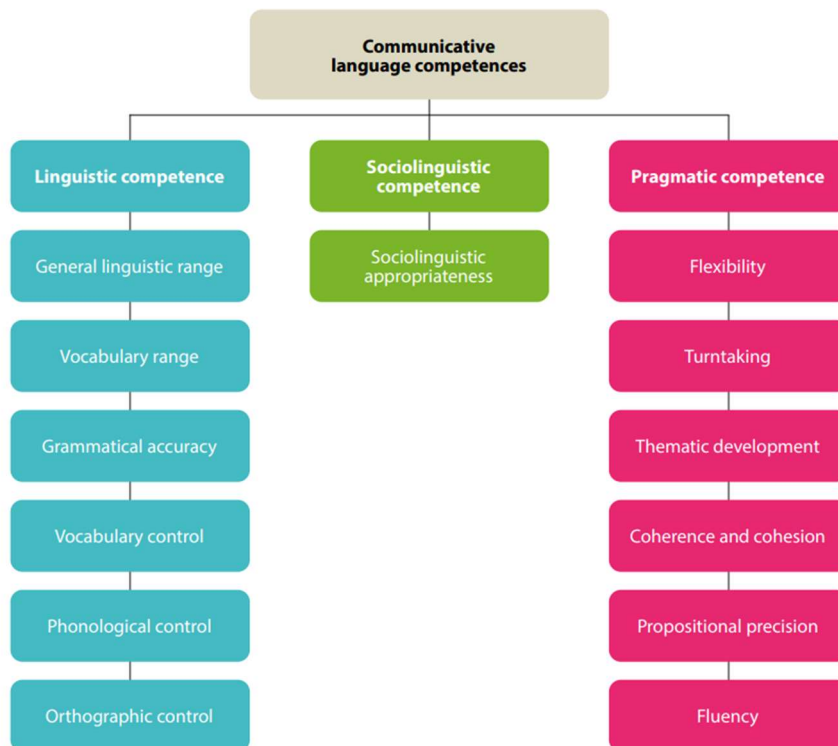 Communicative
language competences
Linguistic competence
General linguistic range
Vocabulary range
Grammatical accuracy
Vocabulary control
Phonological control
Orthographic control
Sociolinguistic
competence
Sociolinguistic
appropriateness
Pragmatic competence
Flexibility
Turntaking
Thematic development
Coherence and cohesion
Propositional precision
Fluency